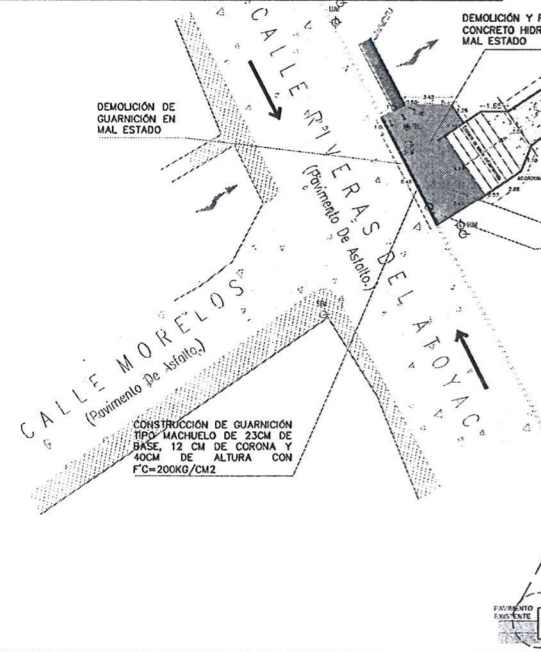 DEMOLICIÓN Y
CONCRETO HIDR
MAL ESTADO
DEMOLICIÓN DE
GUARNICIÓN EN
MAL ESTADO
CALLE RIVERAS DEL ATOYAC
(Pavimento De Asfalto.)
CALLE MORELOS
(Pavimento De Asfalto.)
CONSTRUCCIÓN DE GUARNICIÓN
TIPO MACHUELO DE 23CM DE
BASE, 12 CM DE CORONA Y
40CM DE ALTURA CON
F'C=200KG/CM2
1.65
PAVIMENTO
EXISTENTE